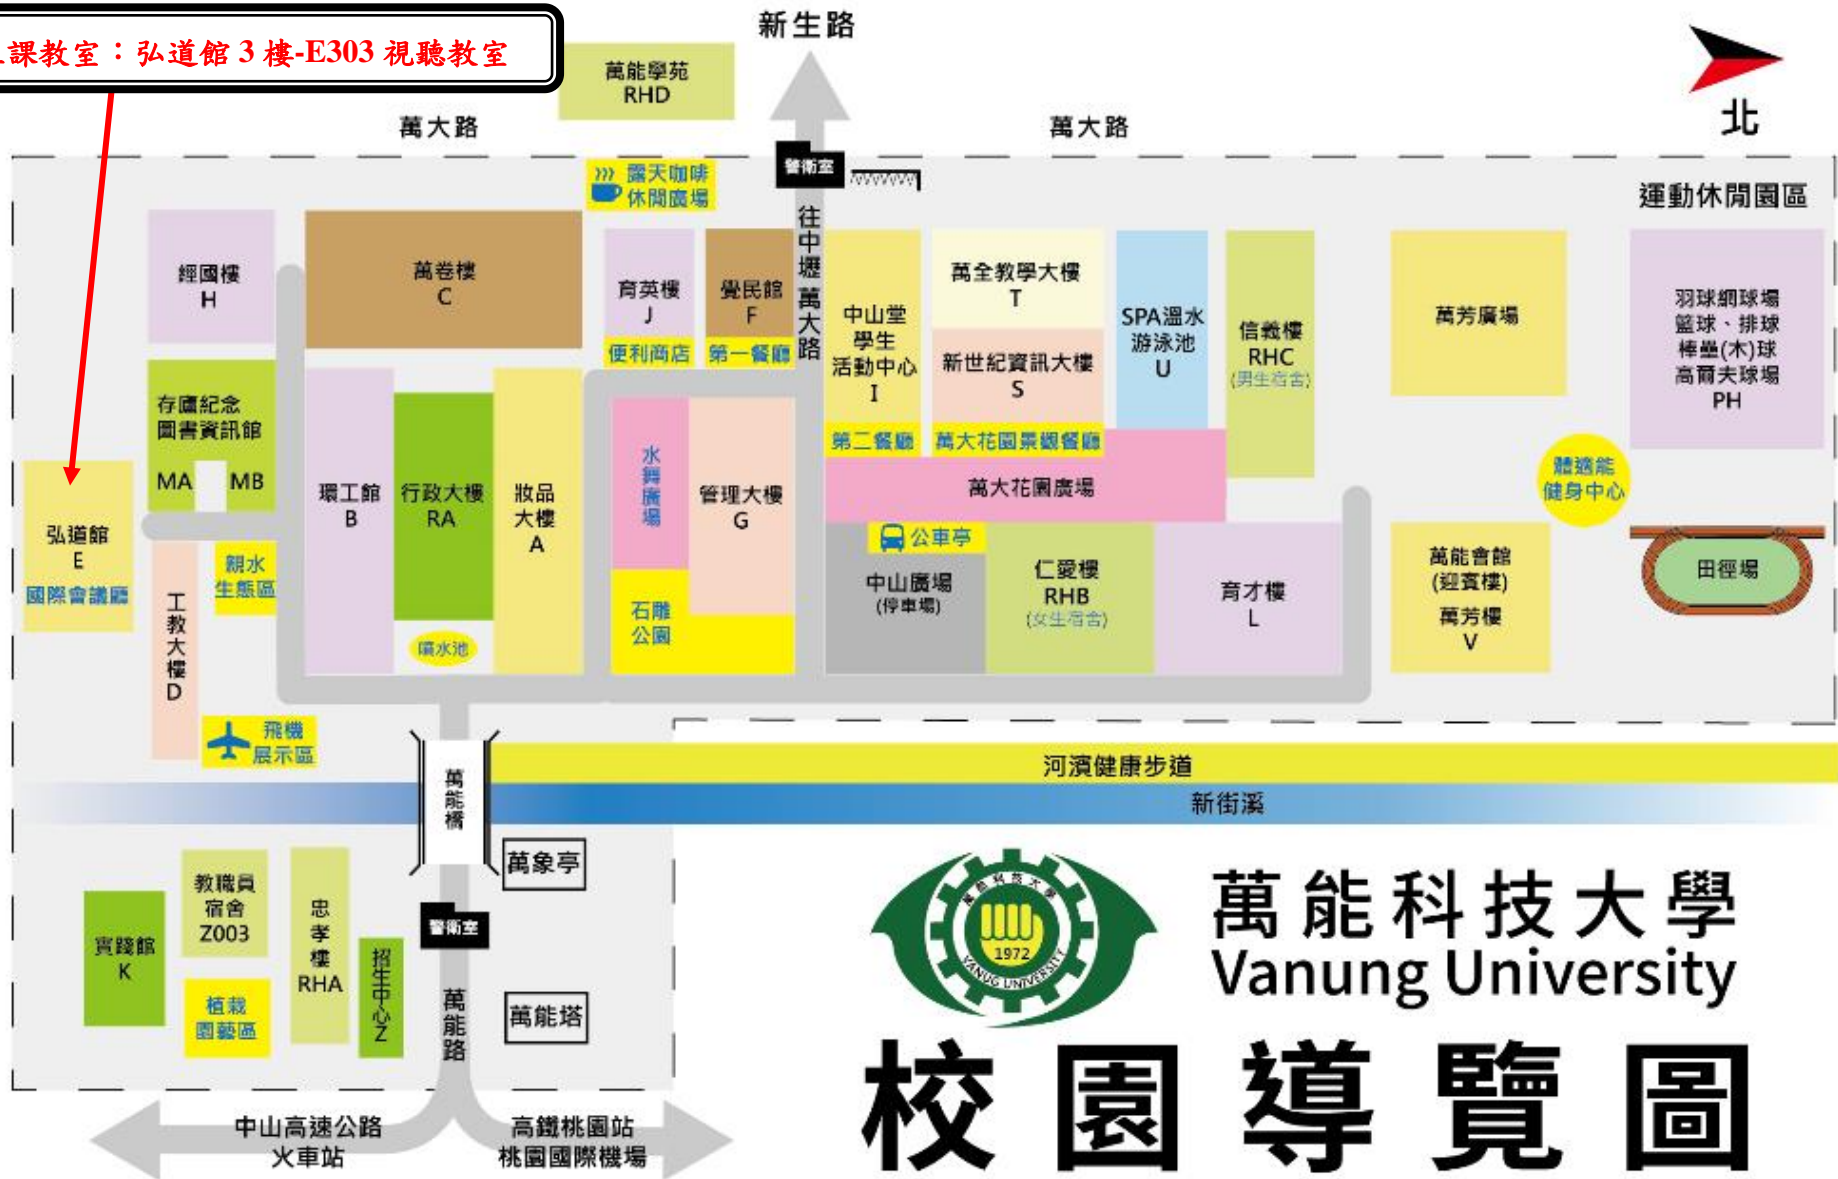 課教室：弘道館 3 樓-E303 視聽教室
新生路
萬能學苑
RHD
北
萬大路
萬大路
警衛室
露天咖啡
休閒廣場
運動休閒園區
往中壢 萬大路
經國樓
H
萬卷樓
C
育英樓
J
便利商店
覺民館
F
第一餐廳
中山堂
學生
活動中心
I
第二餐廳
萬全教學大樓
T
新世紀資訊大樓
S
萬大花園景觀餐廳
SPA溫水
游泳池
U
信義樓
RHC
(男生宿舍)
萬芳廣場
羽球網球場
籃球、排球
棒壘(木)球
高爾夫球場
PH
存廬紀念
圖書資訊館
MA
MB
環工館
B
行政大樓
RA
妝品
大樓
A
水舞廣場
管理大樓
G
萬大花園廣場
體適能
健身中心
弘道館
E
國際會議廳
親水
生態區
工教大樓D
噴水池
石雕
公園
公車亭
中山廣場
(停車場)
仁愛樓
RHB
(女生宿舍)
育才樓
L
萬能會館
(迎賓樓)
萬芳樓
V
田徑場
飛機
展示區
萬能橋
河濱健康步道
新街溪
萬象亭
警衛室
教職員
宿舍
Z003
忠孝樓
RHA
實踐館
K
招生中心Z
植栽
園藝區
萬能路
萬能塔
萬能科技大學
1972
VANUNG UNIVERSITY
萬能科技大學
Vanung University
校園導覽圖
中山高速公路
火車站
高鐵桃園站
桃園國際機場